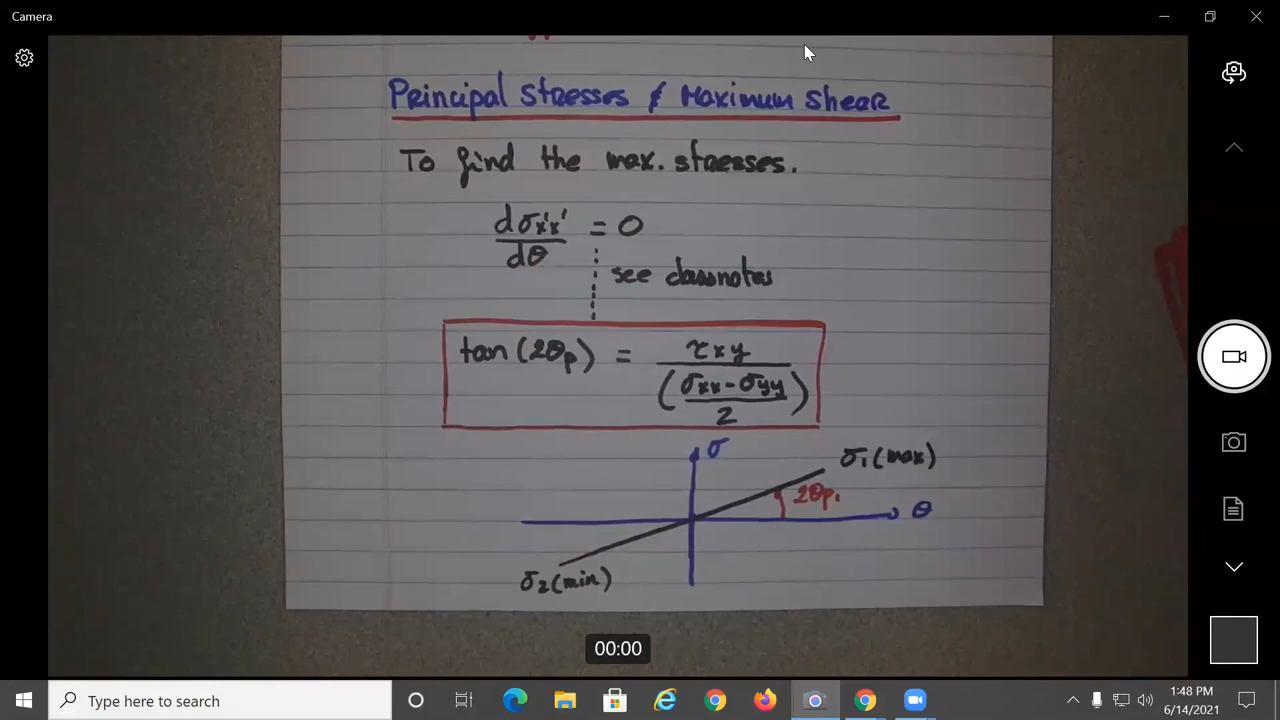 Camera
Principal Stresses & Maximum Shear
To find the max. stresses.
dσx'x'/dθ = 0
see classnotes
tan(2θp) = τxy / ((σxx - σyy)/2)
σ
σ1(max)
2θp1
θ
σ2(min)
00:00
Type here to search
1:48 PM
6/14/2021